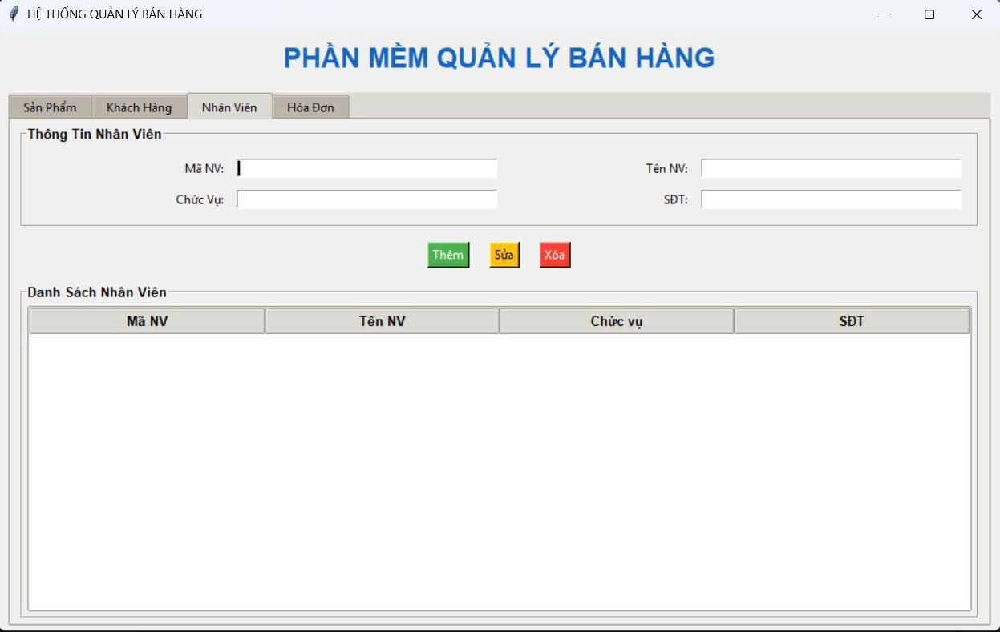 HỆ THỐNG QUẢN LÝ BÁN HÀNG
PHẦN MỀM QUẢN LÝ BÁN HÀNG
Sản Phẩm Khách Hàng Nhân Viên Hóa Đơn
Thông Tin Nhân Viên
Mã NV: Tên NV:
Chức Vụ: SĐT:
Thêm Sửa Xóa
Danh Sách Nhân Viên
Mã NV Tên NV Chức vụ SĐT